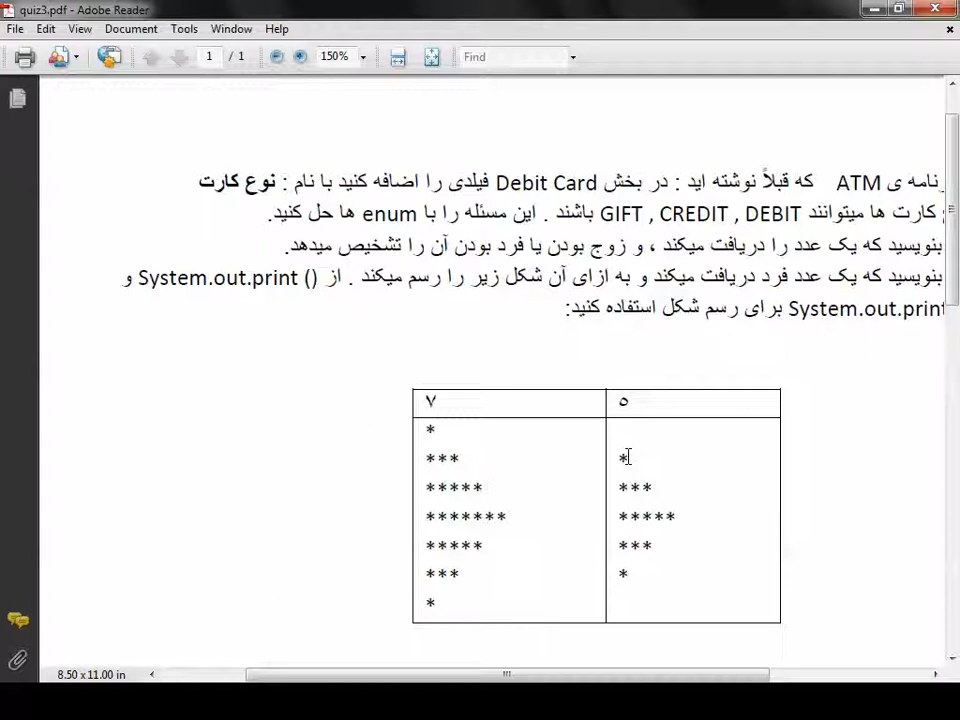 quiz3.pdf - Adobe Reader
File Edit View Document Tools Window Help
1 / 1 150% Find
رنامه ی ATM که قبلاً نوشته اید : در بخش Debit Card فیلدی را اضافه کنید با نام : نوع کارت
کارت ها میتوانند GIFT , CREDIT , DEBIT باشند . این مسئله را با enum ها حل کنید.
بنویسید که یک عدد را دریافت میکند ، و زوج بودن یا فرد بودن آن را تشخیص میدهد.
بنویسید که یک عدد فرد دریافت میکند و به ازای آن شکل زیر را رسم میکند . از System.out.print () و
System.out.print برای رسم شکل استفاده کنید:
۷ ۵
*
*** *
***** ***
******* *****
***** ***
*** *
*
8.50 x 11.00 in